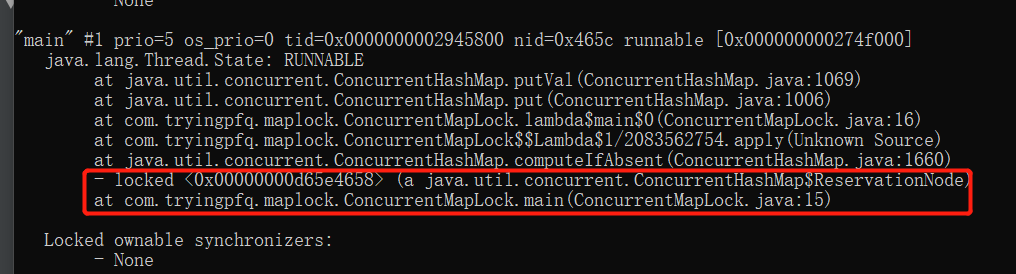 - None
"main" #1 prio=5 os_prio=0 tid=0x0000000002945800 nid=0x465c runnable [0x000000000274f000]
java.lang.Thread.State: RUNNABLE
at java.util.concurrent.ConcurrentHashMap.putVal(ConcurrentHashMap.java:1069)
at java.util.concurrent.ConcurrentHashMap.put(ConcurrentHashMap.java:1006)
at com.tryingpfq.maplock.ConcurrentMapLock.lambda$main$0(ConcurrentMapLock.java:16)
at com.tryingpfq.maplock.ConcurrentMapLock$$Lambda$1/2083562754.apply(Unknown Source)
at java.util.concurrent.ConcurrentHashMap.computeIfAbsent(ConcurrentHashMap.java:1660)
- locked <0x00000000d65e4658> (a java.util.concurrent.ConcurrentHashMap$ReservationNode)
at com.tryingpfq.maplock.ConcurrentMapLock.main(ConcurrentMapLock.java:15)
Locked ownable synchronizers:
- None